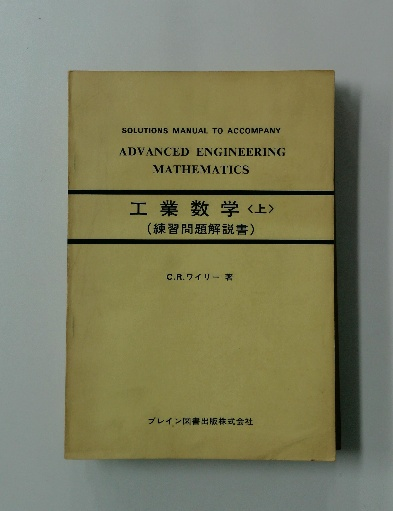 SOLUTIONS MANUAL TO ACCOMPANY
ADVANCED ENGINEERING
MATHEMATICS
工業数学〈上〉
(練習問題解説書)
C.R.ワイリー 著
ブレイン図書出版株式会社